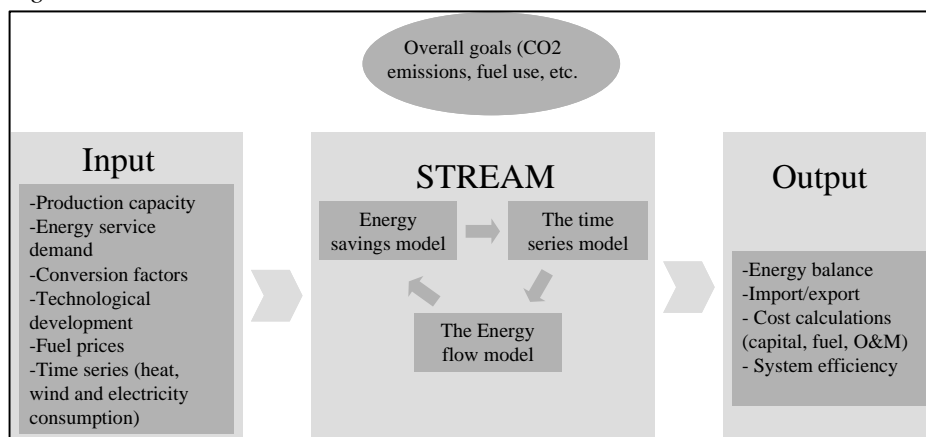 Overall goals (CO2
emissions, fuel use, etc.
Input
-Production capacity
-Energy service
demand
-Conversion factors
-Technological
development
-Fuel prices
-Time series (heat,
wind and electricity
consumption)
STREAM
Energy
savings model
The time
series model
The Energy
flow model
Output
-Energy balance
-Import/export
- Cost calculations
(capital, fuel, O&M)
- System efficiency